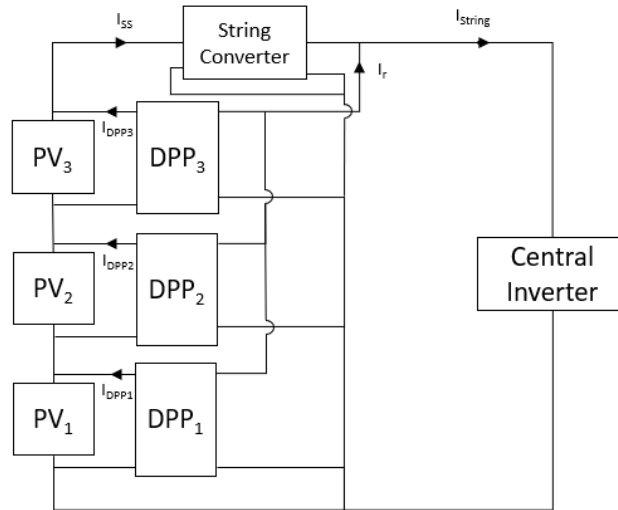 I_SS
String
Converter
I_String
I_r
I_DPP3
PV_3
DPP_3
I_DPP2
PV_2
DPP_2
Central
Inverter
I_DPP1
PV_1
DPP_1